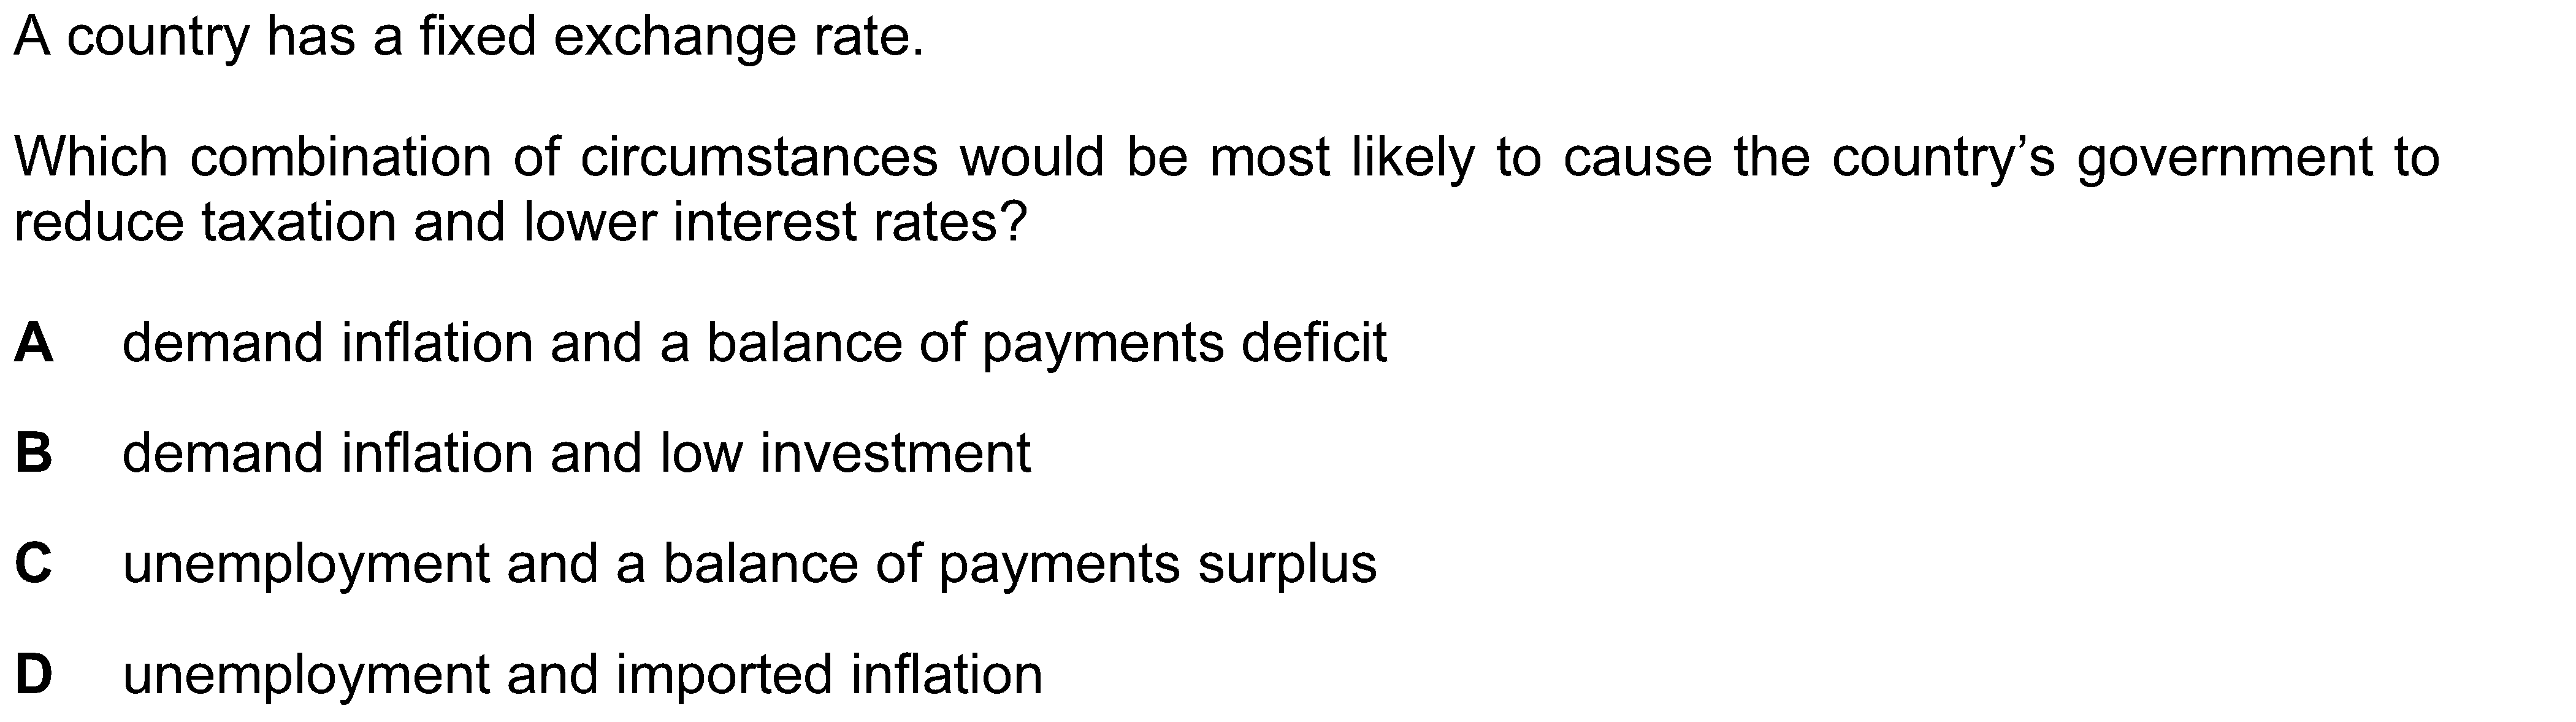 A country has a fixed exchange rate.
Which combination of circumstances would be most likely to cause the country’s government to
reduce taxation and lower interest rates?
A demand inflation and a balance of payments deficit
B demand inflation and low investment
C unemployment and a balance of payments surplus
D unemployment and imported inflation